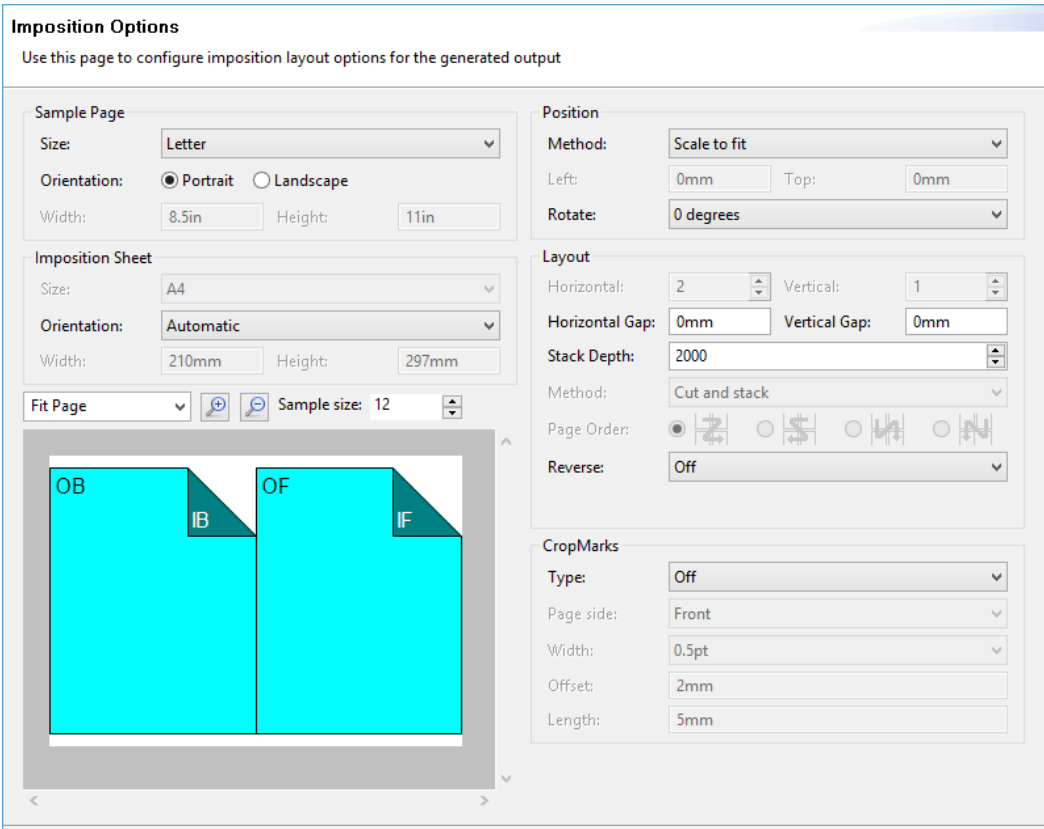 Imposition Options
Use this page to configure imposition layout options for the generated output
Sample Page
Size: Letter
Orientation: Portrait Landscape
Width: 8.5in Height: 11in
Imposition Sheet
Size: A4
Orientation: Automatic
Width: 210mm Height: 297mm
Fit Page Sample size: 12
OB OF
IB IF
Position
Method: Scale to fit
Left: 0mm Top: 0mm
Rotate: 0 degrees
Layout
Horizontal: 2 Vertical: 1
Horizontal Gap: 0mm Vertical Gap: 0mm
Stack Depth: 2000
Method: Cut and stack
Page Order:
Reverse: Off
CropMarks
Type: Off
Page side: Front
Width: 0.5pt
Offset: 2mm
Length: 5mm